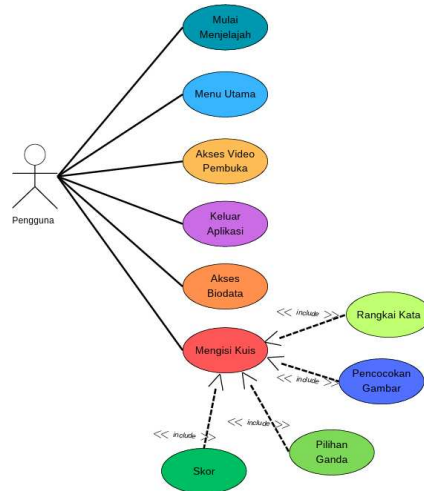 Mulai
Menjelajah
Menu Utama
Akses Video
Pembuka
Pengguna
Keluar
Aplikasi
Akses
Biodata
<< include >>
Rangkai Kata
Mengisi Kuis
Pencocokan
Gambar
<< include >>
<< include >>
<< include >>
Pilihan
Ganda
Skor